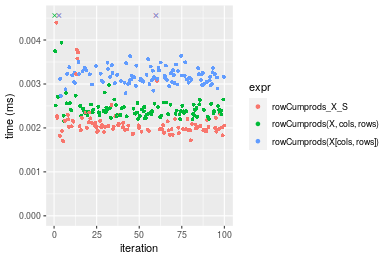 0.004
0.003
0.002
0.001
0.000
time (ms)
0
25
50
75
100
iteration
expr
rowCumprods_X_S
rowCumprods(X, cols, rows)
rowCumprods(X[cols, rows])